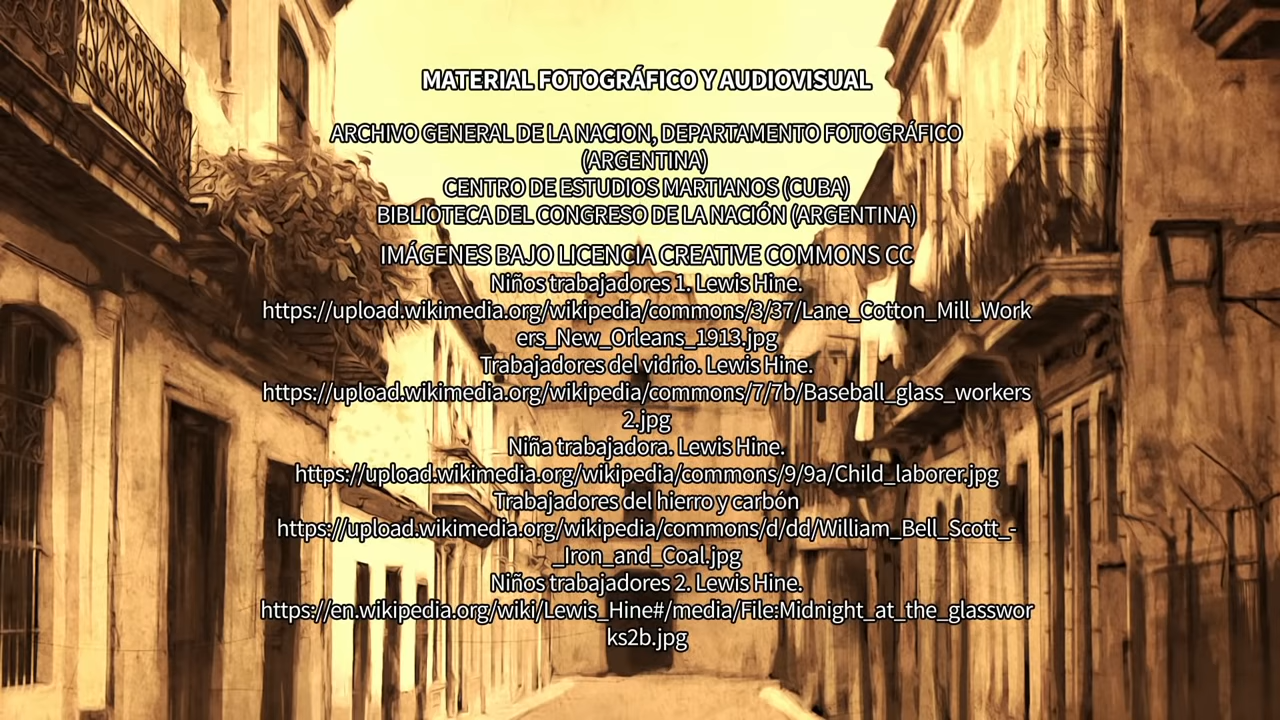 MATERIAL FOTOGRÁFICO Y AUDIOVISUAL
ARCHIVO GENERAL DE LA NACION, DEPARTAMENTO FOTOGRÁFICO
(ARGENTINA)
CENTRO DE ESTUDIOS MARTIANOS (CUBA)
BIBLIOTECA DEL CONGRESO DE LA NACIÓN (ARGENTINA)
IMÁGENES BAJO LICENCIA CREATIVE COMMONS CC
Niños trabajadores 1. Lewis Hine.
https://upload.wikimedia.org/wikipedia/commons/3/37/Lane_Cotton_Mill_Work
ers_New_Orleans_1913.jpg
Trabajadores del vidrio. Lewis Hine.
https://upload.wikimedia.org/wikipedia/commons/7/7b/Baseball_glass_workers
2.jpg
Niña trabajadora. Lewis Hine.
https://upload.wikimedia.org/wikipedia/commons/9/9a/Child_laborer.jpg
Trabajadores del hierro y carbón
https://upload.wikimedia.org/wikipedia/commons/d/dd/William_Bell_Scott_-
_Iron_and_Coal.jpg
Niños trabajadores 2. Lewis Hine.
https://en.wikipedia.org/wiki/Lewis_Hine#/media/File:Midnight_at_the_glasswor
ks2b.jpg